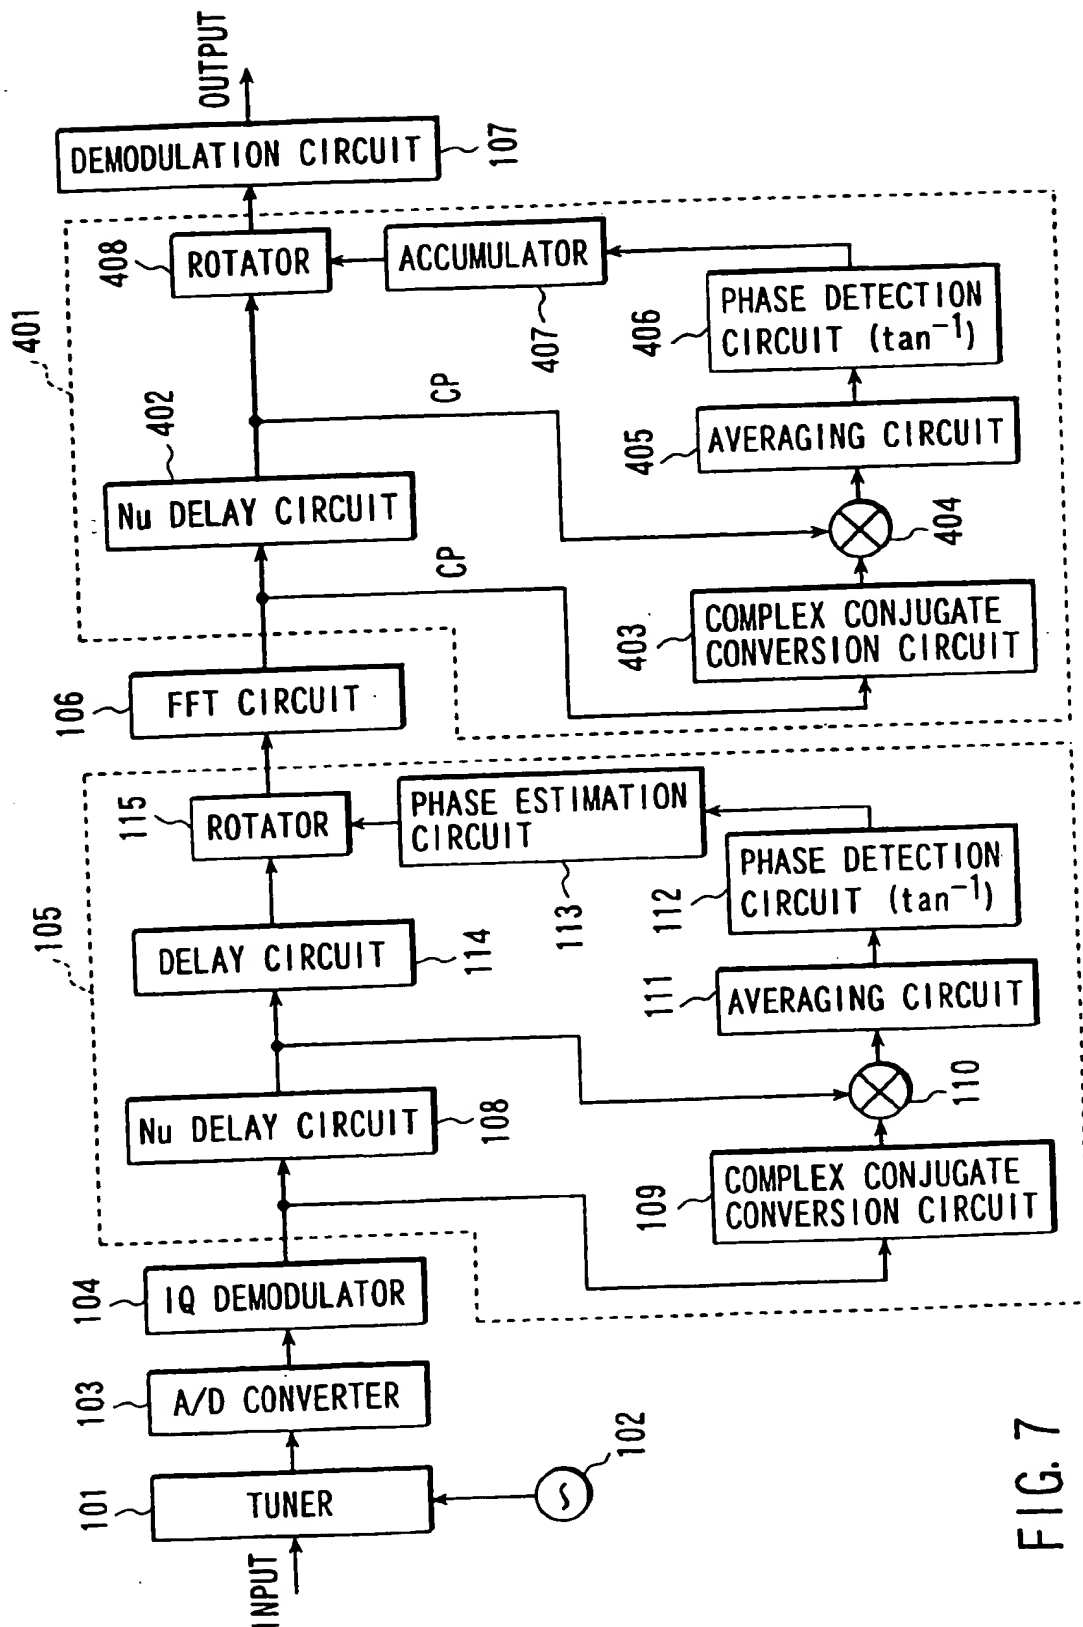 INPUT
101
TUNER
102
103
A/D CONVERTER
104
IQ DEMODULATOR
105
Nu DELAY CIRCUIT
108
DELAY CIRCUIT
114
115
ROTATOR
109
COMPLEX CONJUGATE
CONVERSION CIRCUIT
110
111
AVERAGING CIRCUIT
112
PHASE DETECTION
CIRCUIT (tan⁻¹)
PHASE ESTIMATION
CIRCUIT
113
106
FFT CIRCUIT
401
402
Nu DELAY CIRCUIT
CP
CP
403
COMPLEX CONJUGATE
CONVERSION CIRCUIT
404
405
AVERAGING CIRCUIT
406
PHASE DETECTION
CIRCUIT (tan⁻¹)
ACCUMULATOR
407
408
ROTATOR
DEMODULATION CIRCUIT
107
OUTPUT
FIG. 7